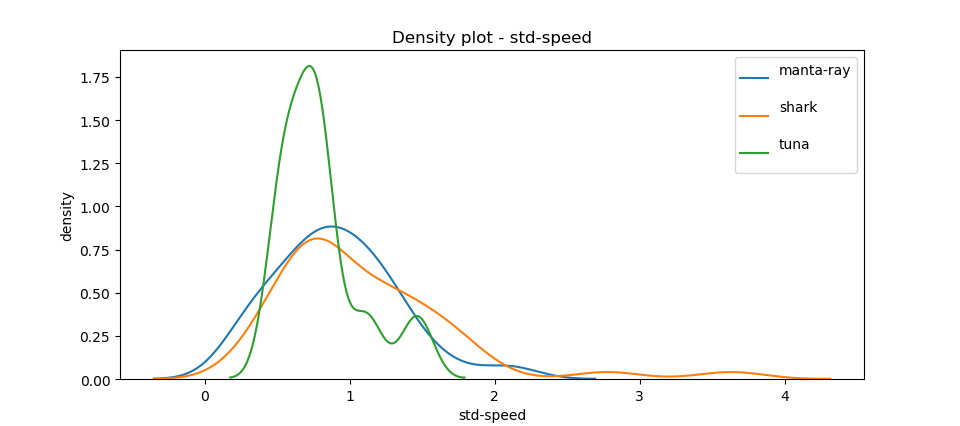 Density plot - std-speed
manta-ray
shark
tuna
1.75
1.50
1.25
1.00
0.75
0.50
0.25
0.00
density
0 1 2 3 4
std-speed